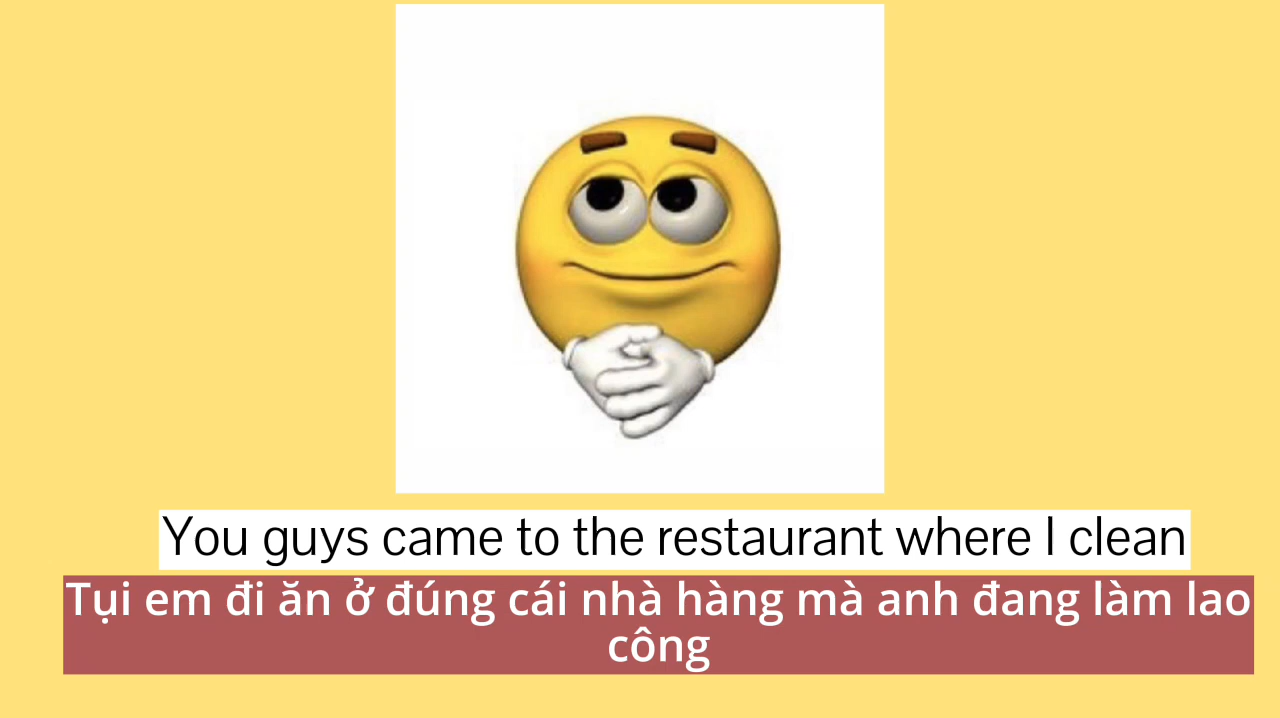 You guys came to the restaurant where I clean
Tụi em đi ăn ở đúng cái nhà hàng mà anh đang làm lao
công